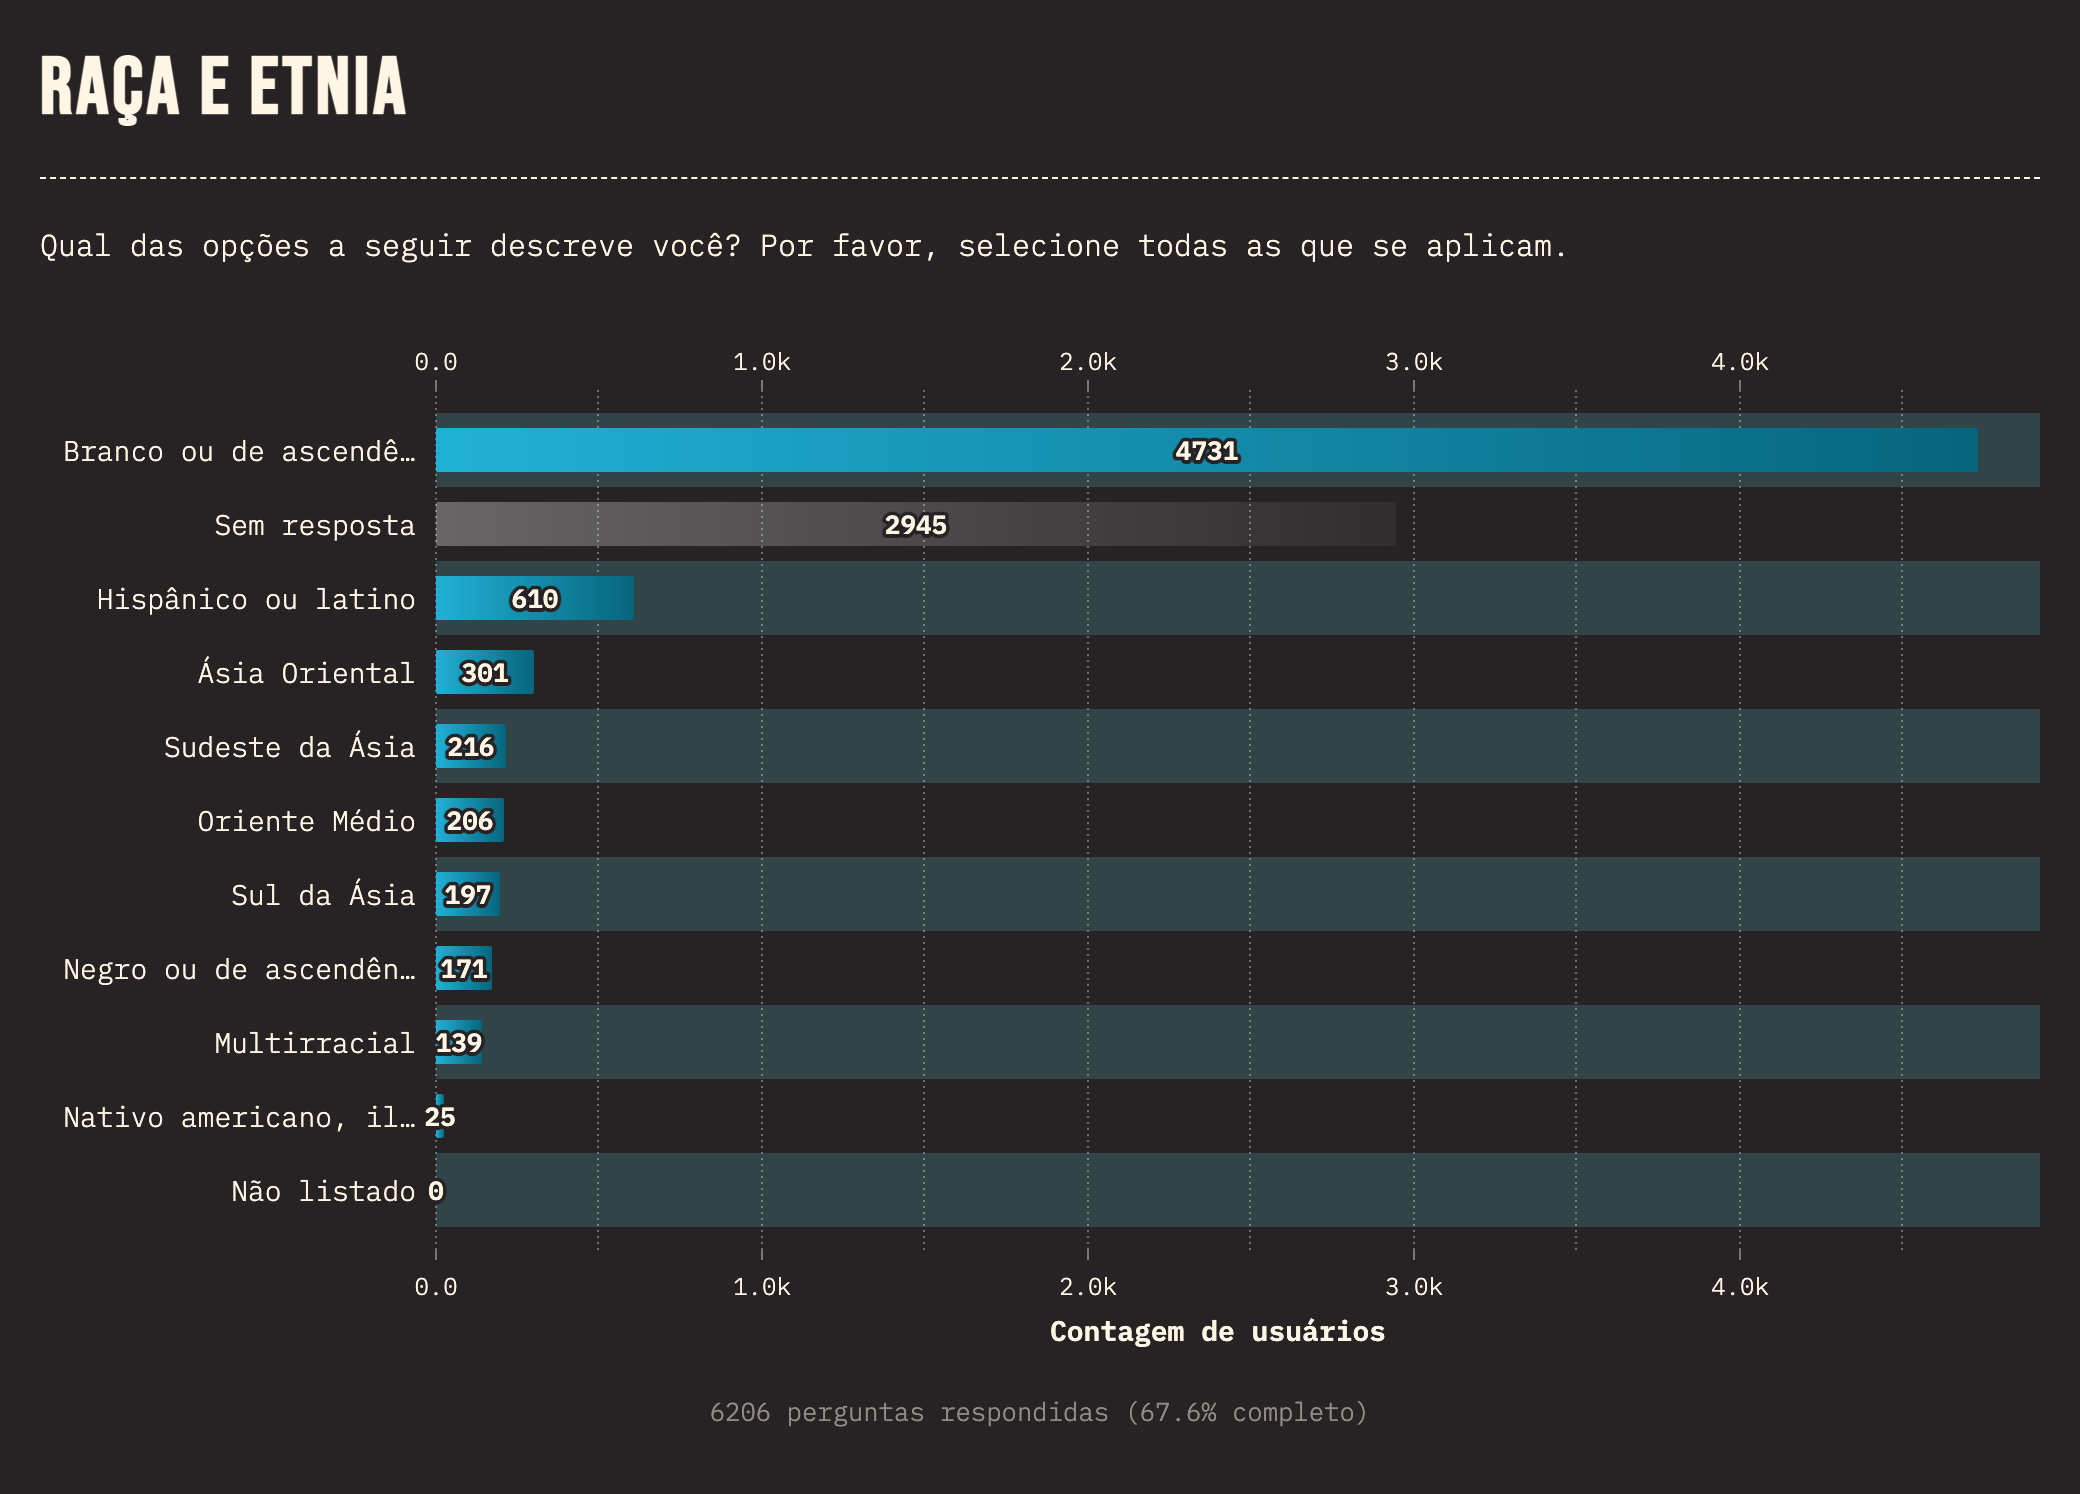 RAÇA E ETNIA
Qual das opções a seguir descreve você? Por favor, selecione todas as que se aplicam.
0.0 1.0k 2.0k 3.0k 4.0k
Branco ou de ascendê… 4731
Sem resposta 2945
Hispânico ou latino 610
Ásia Oriental 301
Sudeste da Ásia 216
Oriente Médio 206
Sul da Ásia 197
Negro ou de ascendên… 171
Multirracial 139
Nativo americano, il… 25
Não listado 0
0.0 1.0k 2.0k 3.0k 4.0k
Contagem de usuários
6206 perguntas respondidas (67.6% completo)